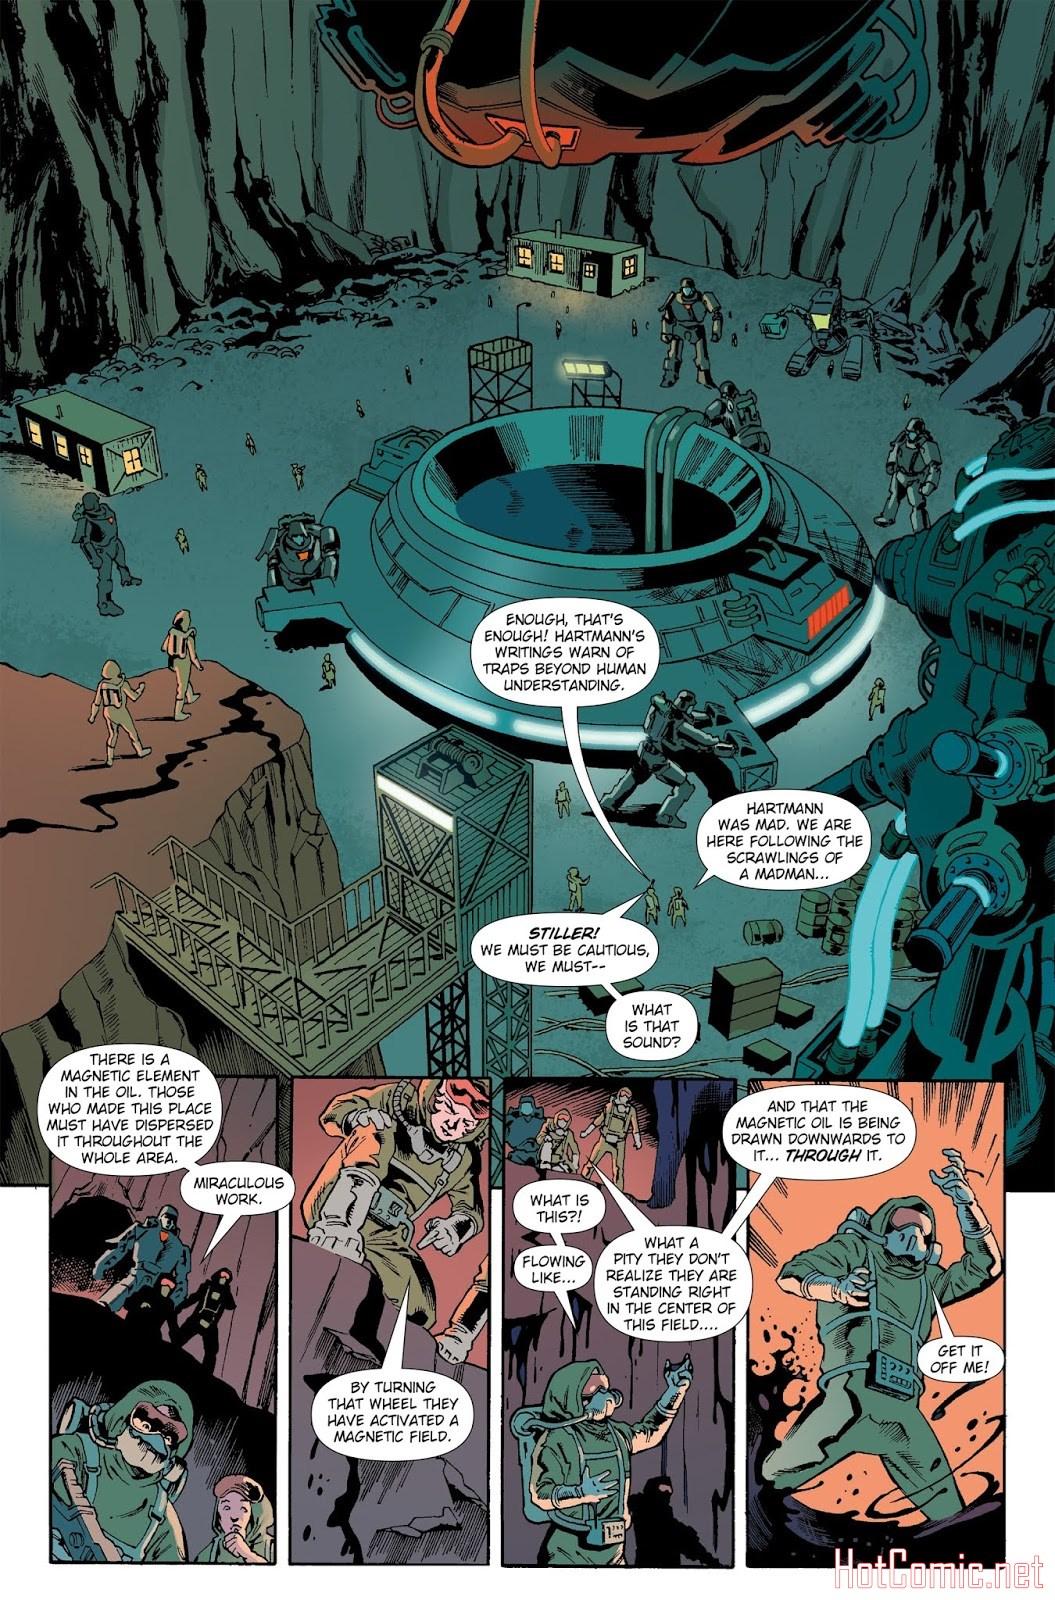 ENOUGH, THAT'S
ENOUGH! HARTMANN'S
WRITINGS WARN OF
TRAPS BEYOND HUMAN
UNDERSTANDING.
HARTMANN
WAS MAD. WE ARE
HERE FOLLOWING THE
SCRAWLINGS OF
A MADMAN...
STILLER!
WE MUST BE CAUTIOUS,
WE MUST--
WHAT
IS THAT
SOUND?
THERE IS A
MAGNETIC ELEMENT
IN THE OIL. THOSE
WHO MADE THIS PLACE
MUST HAVE DISPERSED
IT THROUGHOUT THE
WHOLE AREA.
MIRACULOUS
WORK.
BY TURNING
THAT WHEEL THEY
HAVE ACTIVATED A
MAGNETIC FIELD.
WHAT IS
THIS?!
FLOWING
LIKE...
WHAT A
PITY THEY DON'T
REALIZE THEY ARE
STANDING RIGHT
IN THE CENTER OF
THIS FIELD....
AND THAT THE
MAGNETIC OIL IS BEING
DRAWN DOWNWARDS TO
IT... THROUGH IT.
GET IT
OFF ME!
HotComic.net